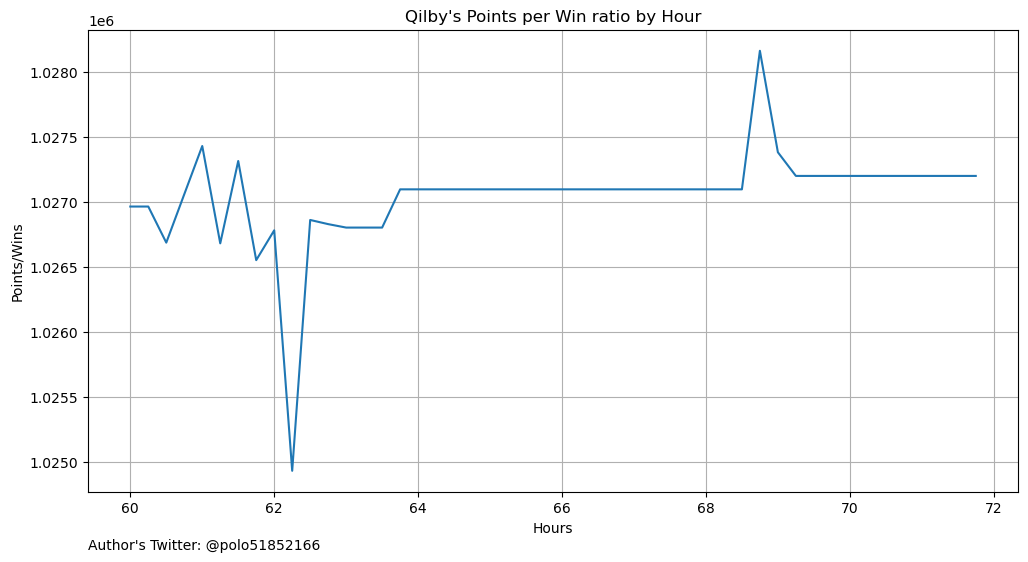 Qilby's Points per Win ratio by Hour
1e6
1.0280
1.0275
1.0270
1.0265
1.0260
1.0255
1.0250
Points/Wins
60 62 64 66 68 70 72
Hours
Author's Twitter: @polo51852166